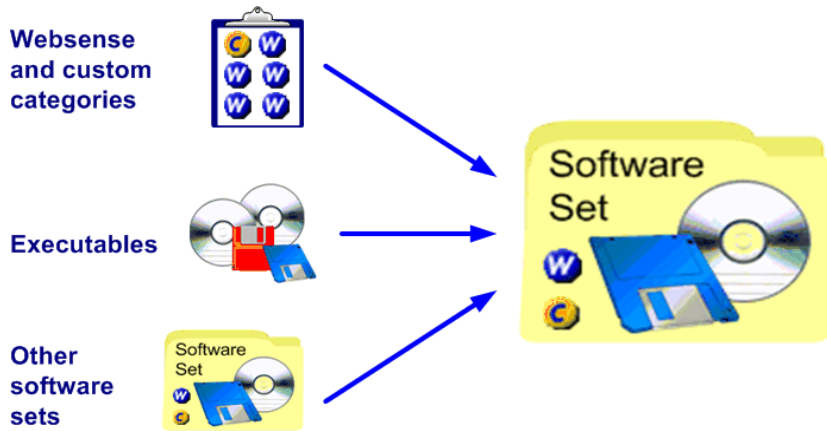 Websense
and custom
categories
C W
W W
W W
Executables
Other
software
sets
Software
Set
W
C
Software
Set
W
C